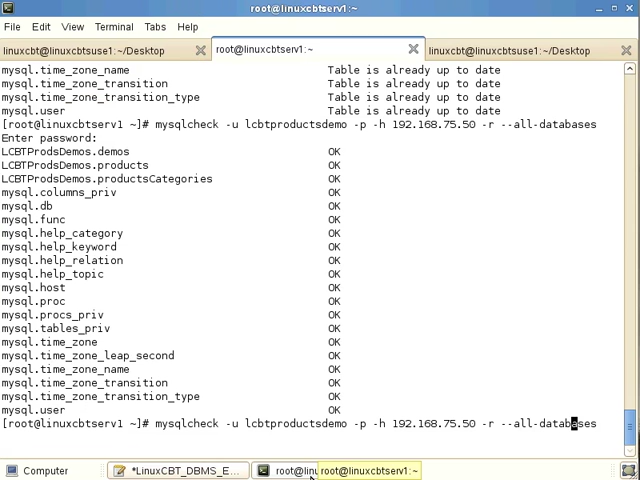 root@linuxcbtserv1:~
File Edit View Terminal Tabs Help
linuxcbt@linuxcbtsuse1:~/Desktop root@linuxcbtserv1:~ linuxcbt@linuxcbtsuse1:~/Desktop
mysql.time_zone_name Table is already up to date
mysql.time_zone_transition Table is already up to date
mysql.time_zone_transition_type Table is already up to date
mysql.user Table is already up to date
[root@linuxcbtserv1 ~]# mysqlcheck -u lcbtproductsdemo -p -h 192.168.75.50 -r --all-databases
Enter password:
LCBTProdsDemos.demos OK
LCBTProdsDemos.products OK
LCBTProdsDemos.productsCategories OK
mysql.columns_priv OK
mysql.db OK
mysql.func OK
mysql.help_category OK
mysql.help_keyword OK
mysql.help_relation OK
mysql.help_topic OK
mysql.host OK
mysql.proc OK
mysql.procs_priv OK
mysql.tables_priv OK
mysql.time_zone OK
mysql.time_zone_leap_second OK
mysql.time_zone_name OK
mysql.time_zone_transition OK
mysql.time_zone_transition_type OK
mysql.user OK
[root@linuxcbtserv1 ~]# mysqlcheck -u lcbtproductsdemo -p -h 192.168.75.50 -r --all-databases
Computer *LinuxCBT_DBMS_E... root@linu root@linuxcbtserv1:~